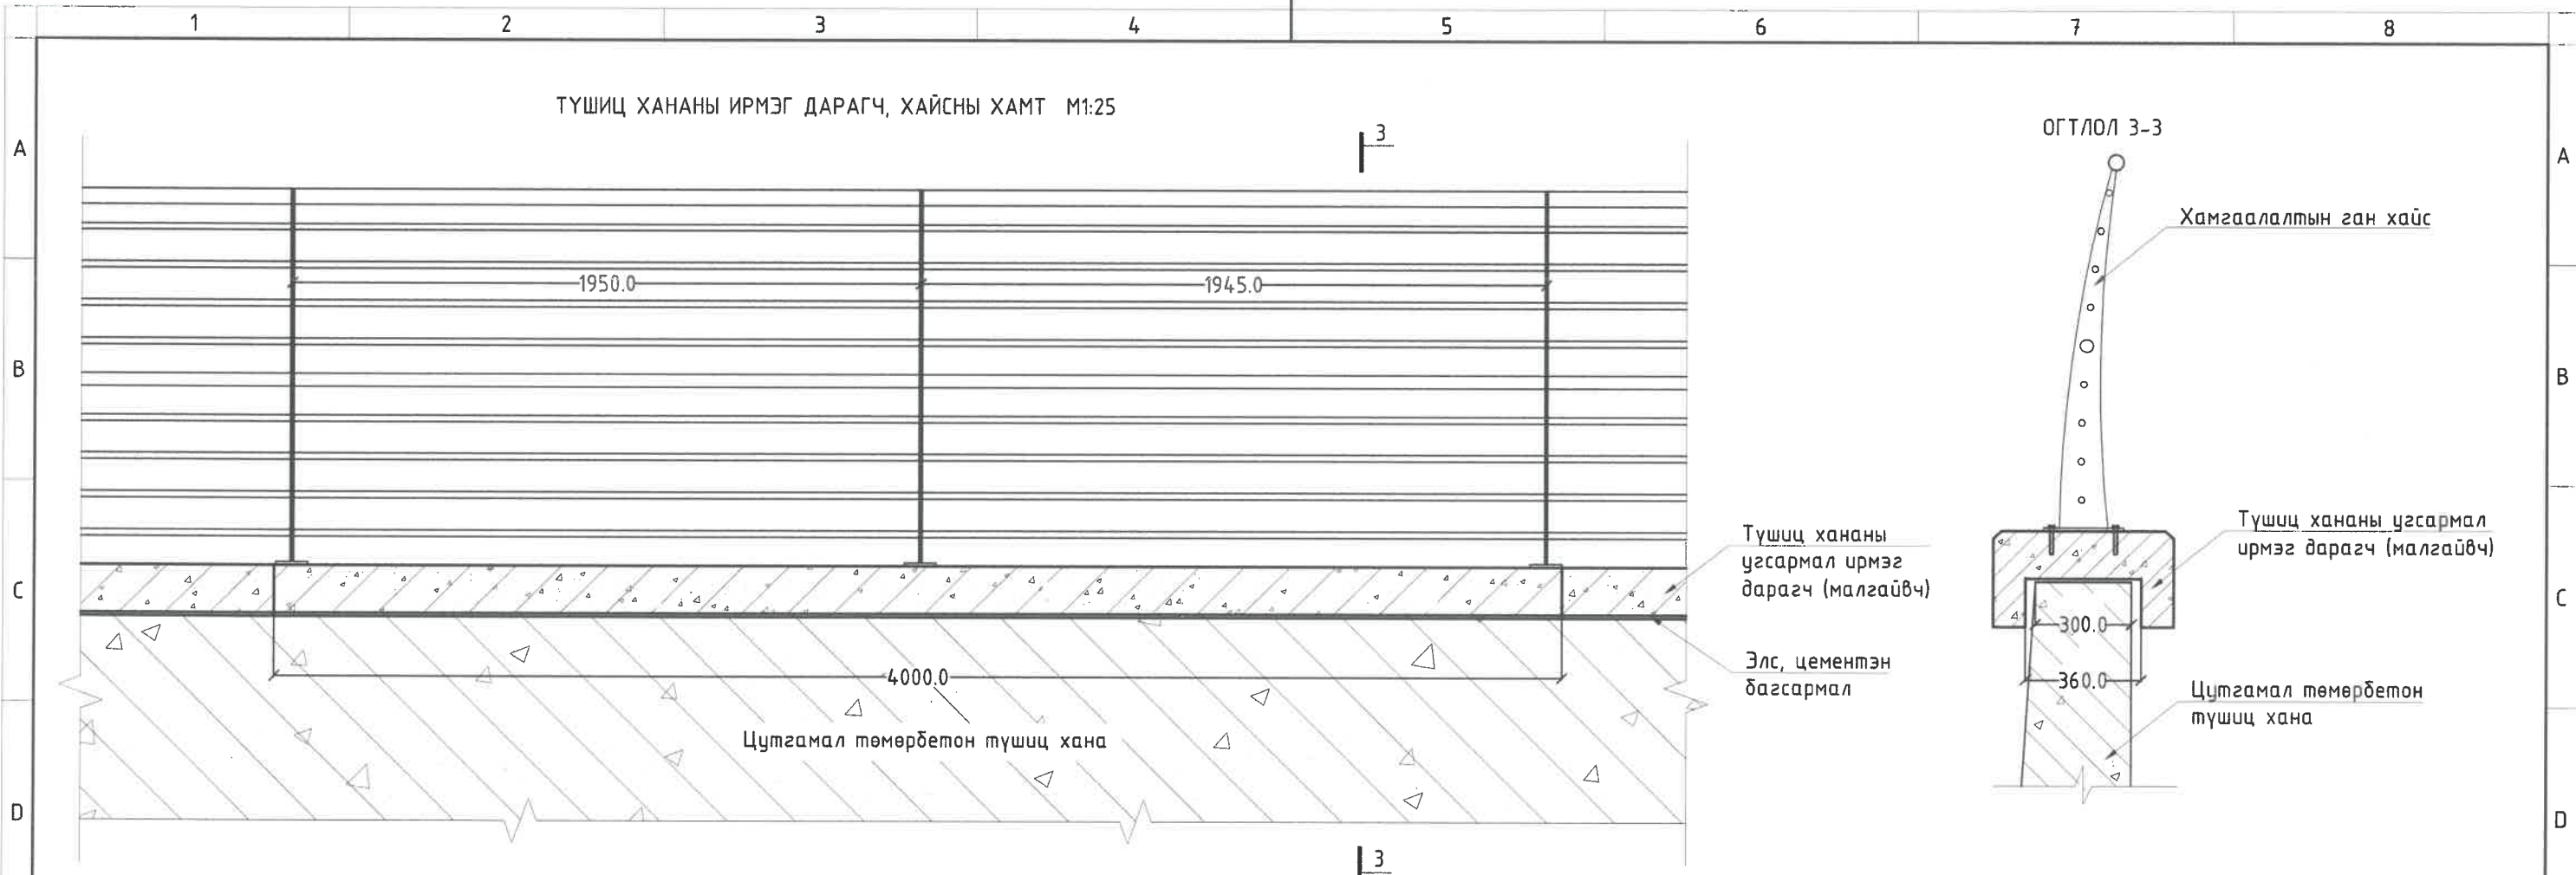 1 2 3 4 5 6 7 8
ТҮШИЦ ХАНАНЫ ИРМЭГ ДАРАГЧ, ХАЙСНЫ ХАМТ М1:25
3
ОГТЛОЛ 3-3
A
A
Хамгаалалтын ган хайс
1950.0
1945.0
B
B
Түшиц хананы
угсармал ирмэг
дарагч (малгайвч)
Түшиц хананы угсармал
ирмэг дарагч (малгайвч)
C
C
300.0
Элс, цементэн
багсармал
4000.0
360.0
Цутгамал төмөрбетон
түшиц хана
Цутгамал төмөрбетон түшиц хана
D
D
3